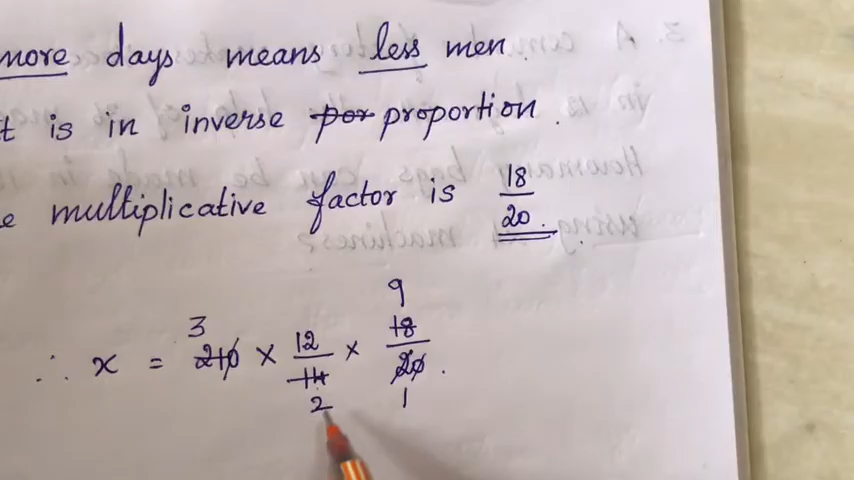 more days means less men.
t is in inverse por proportion.
e multiplicative factor is 18/20.
∴ x = 210 × 12/14 × 18/20.
3 9
2 1